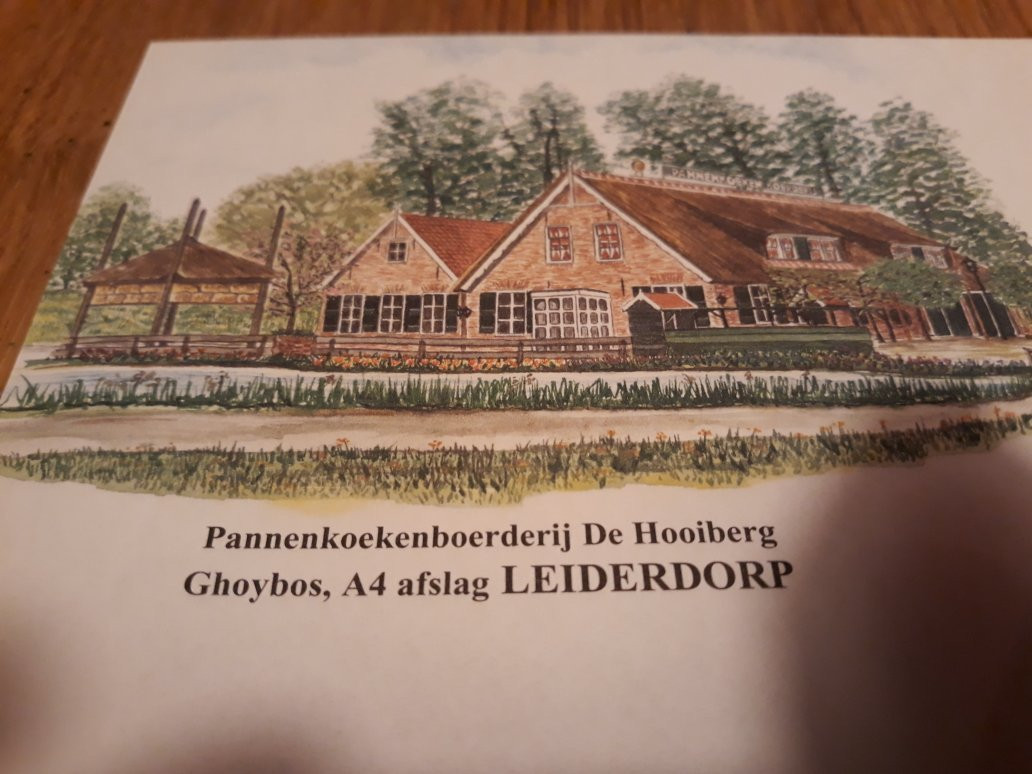 Pannenkoekenboerderij De Hooiberg
Ghoybos, A4 afslag LEIDERDORP